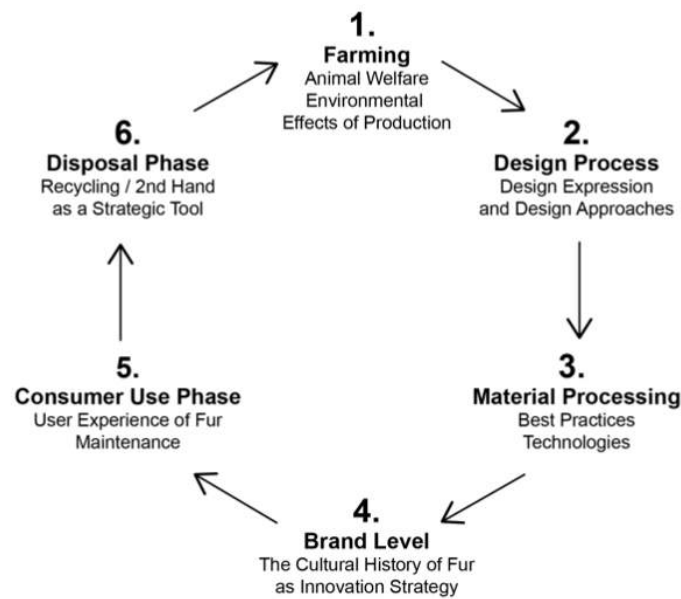 1.
Farming
Animal Welfare
Environmental
Effects of Production
2.
Design Process
Design Expression
and Design Approaches
3.
Material Processing
Best Practices
Technologies
4.
Brand Level
The Cultural History of Fur
as Innovation Strategy
5.
Consumer Use Phase
User Experience of Fur
Maintenance
6.
Disposal Phase
Recycling / 2nd Hand
as a Strategic Tool